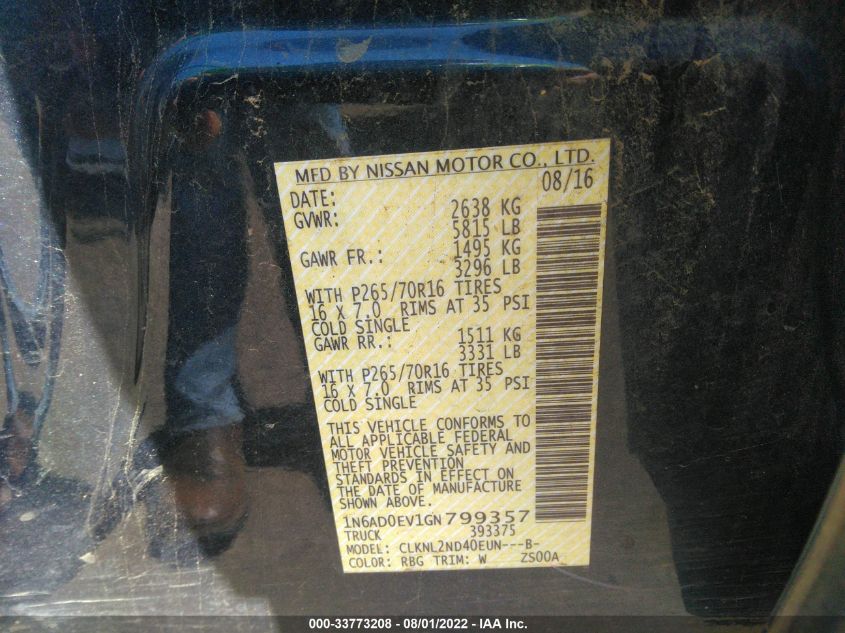 MFD BY NISSAN MOTOR CO., LTD.
DATE: 08/16
GVWR: 2638 KG
5815 LB
GAWR FR.: 1495 KG
3296 LB
WITH P265/70R16 TIRES
16 X 7.0 RIMS AT 35 PSI
COLD SINGLE
GAWR RR.: 1511 KG
3331 LB
WITH P265/70R16 TIRES
16 X 7.0 RIMS AT 35 PSI
COLD SINGLE
THIS VEHICLE CONFORMS TO
ALL APPLICABLE FEDERAL
MOTOR VEHICLE SAFETY AND
THEFT PREVENTION
STANDARDS IN EFFECT ON
THE DATE OF MANUFACTURE
SHOWN ABOVE.
1N6AD0EV1GN799357
TRUCK 393375
MODEL: CLKNL2ND40EUN---B-
COLOR: RBG TRIM: W ZS00A
000-33773208 - 08/01/2022 - IAA Inc.